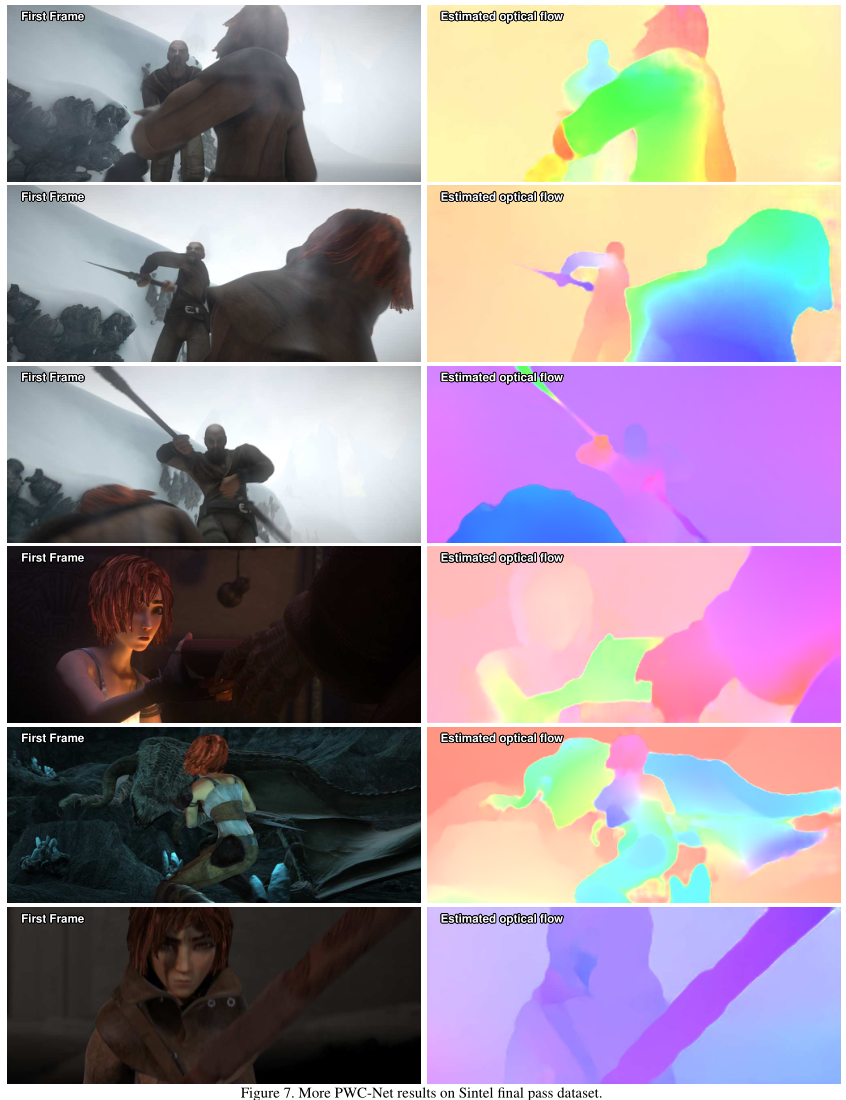 First Frame
Estimated optical flow
First Frame
Estimated optical flow
First Frame
Estimated optical flow
First Frame
Estimated optical flow
First Frame
Estimated optical flow
First Frame
Estimated optical flow
Figure 7. More PWC-Net results on Sintel final pass dataset.